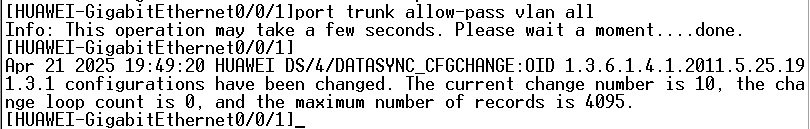 [HUAWEI-GigabitEthernet0/0/1]port trunk allow-pass vlan all
Info: This operation may take a few seconds. Please wait a moment....done.
[HUAWEI-GigabitEthernet0/0/1]
Apr 21 2025 19:49:20 HUAWEI DS/4/DATASYNC_CFGCHANGE:OID 1.3.6.1.4.1.2011.5.25.19
1.3.1 configurations have been changed. The current change number is 10, the cha
nge loop count is 0, and the maximum number of records is 4095.
[HUAWEI-GigabitEthernet0/0/1]_